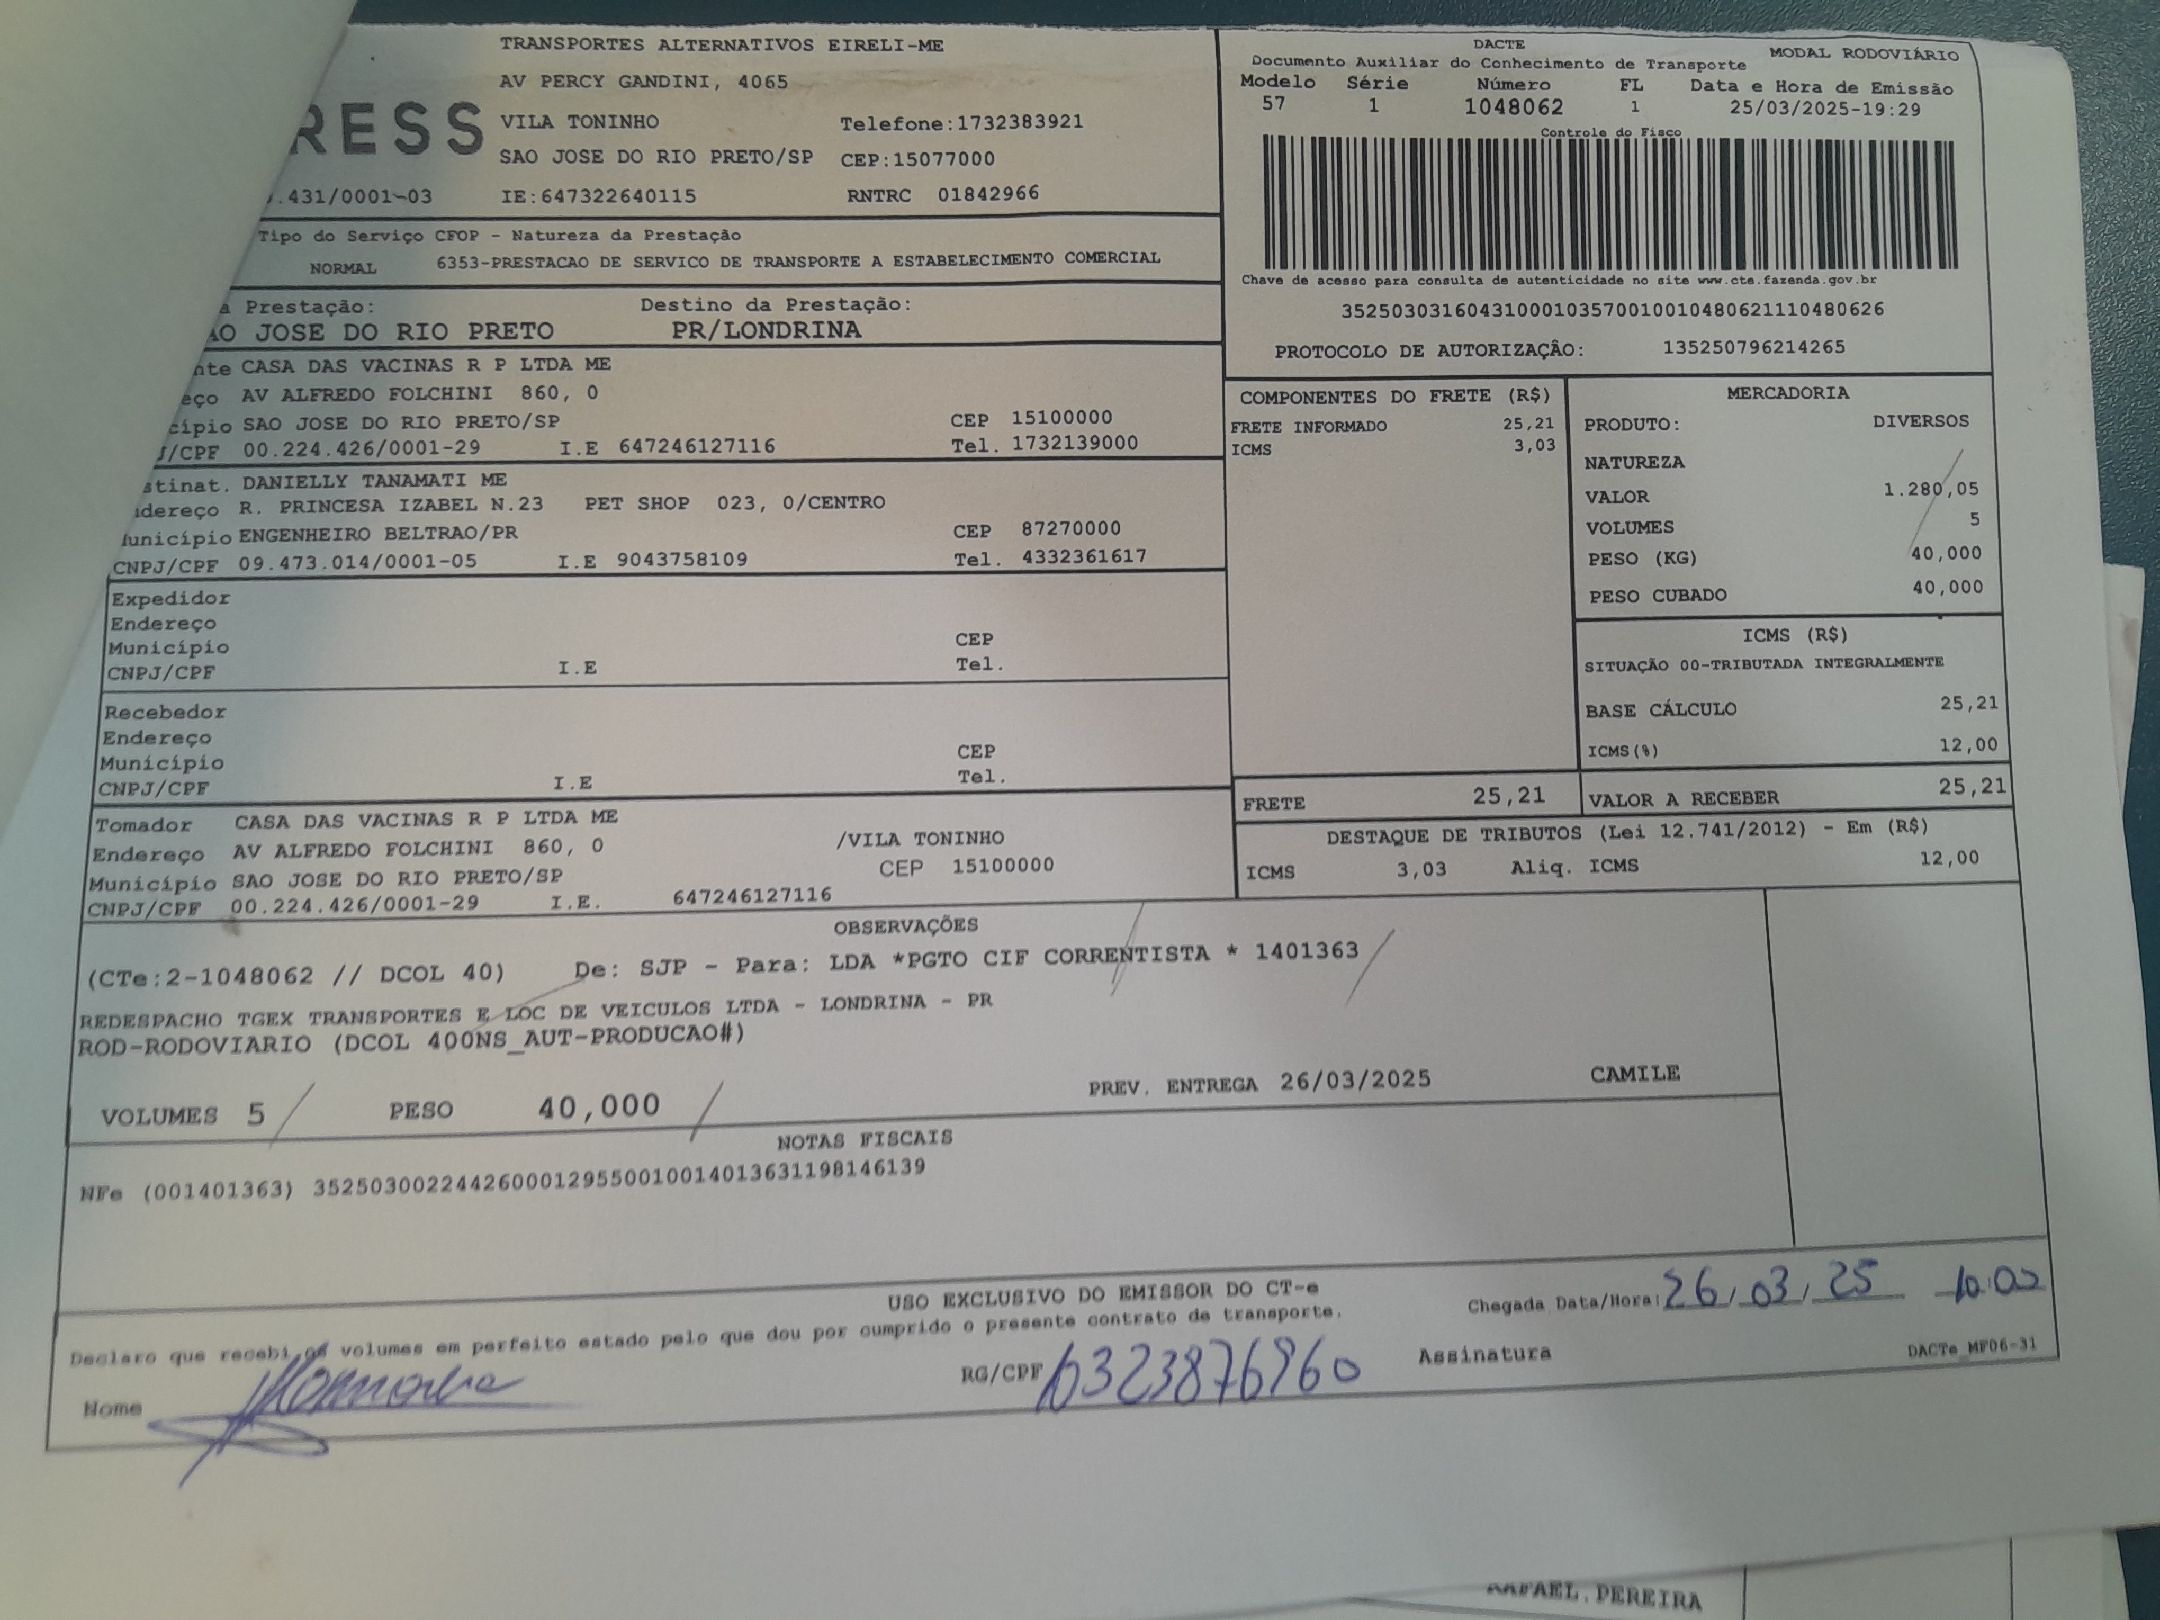 TRANSPORTES ALTERNATIVOS EIRELI-ME
AV PERCY GANDINI, 4065
RESS
VILA TONINHO Telefone:1732383921
SAO JOSE DO RIO PRETO/SP CEP:15077000
.431/0001-03 IE:647322640115 RNTRC 01842966
Tipo do Serviço CFOP - Natureza da Prestação
NORMAL 6353-PRESTACAO DE SERVICO DE TRANSPORTE A ESTABELECIMENTO COMERCIAL
a Prestação: Destino da Prestação:
AO JOSE DO RIO PRETO PR/LONDRINA
nte CASA DAS VACINAS R P LTDA ME
eço AV ALFREDO FOLCHINI 860, 0
cípio SAO JOSE DO RIO PRETO/SP CEP 15100000
J/CPF 00.224.426/0001-29 I.E 647246127116 Tel. 1732139000
stinat. DANIELLY TANAMATI ME
dereço R. PRINCESA IZABEL N.23 PET SHOP 023, 0/CENTRO
unicípio ENGENHEIRO BELTRAO/PR CEP 87270000
CNPJ/CPF 09.473.014/0001-05 I.E 9043758109 Tel. 4332361617
Expedidor
Endereço
Município CEP
CNPJ/CPF I.E Tel.
Recebedor
Endereço
Município CEP
CNPJ/CPF I.E Tel.
Tomador CASA DAS VACINAS R P LTDA ME
Endereço AV ALFREDO FOLCHINI 860, 0 /VILA TONINHO
Município SAO JOSE DO RIO PRETO/SP CEP 15100000
CNPJ/CPF 00.224.426/0001-29 I.E. 647246127116
DACTE
Documento Auxiliar do Conhecimento de Transporte MODAL RODOVIÁRIO
Modelo Série Número FL Data e Hora de Emissão
57 1 1048062 1 25/03/2025-19:29
Controle do Fisco
Chave de acesso para consulta de autenticidade no site www.cte.fazenda.gov.br
35250303160431000103570010010480621110480626
PROTOCOLO DE AUTORIZAÇÃO: 135250796214265
COMPONENTES DO FRETE (R$)
FRETE INFORMADO 25,21
ICMS 3,03
MERCADORIA
PRODUTO: DIVERSOS
NATUREZA
VALOR 1.280,05
VOLUMES 5
PESO (KG) 40,000
PESO CUBADO 40,000
ICMS (R$)
SITUAÇÃO 00-TRIBUTADA INTEGRALMENTE
BASE CÁLCULO 25,21
ICMS(%) 12,00
FRETE 25,21 VALOR A RECEBER 25,21
DESTAQUE DE TRIBUTOS (Lei 12.741/2012) - Em (R$)
ICMS 3,03 Aliq. ICMS 12,00
OBSERVAÇÕES
(CTe:2-1048062 // DCOL 40) De: SJP - Para: LDA *PGTO CIF CORRENTISTA * 1401363
REDESPACHO TGEX TRANSPORTES E LOC DE VEICULOS LTDA - LONDRINA - PR
ROD-RODOVIARIO (DCOL 400NS_AUT-PRODUCAO#)
VOLUMES 5 PESO 40,000 PREV. ENTREGA 26/03/2025 CAMILE
NOTAS FISCAIS
NFe (001401363) 35250300224426000129550010014013631198146139
USO EXCLUSIVO DO EMISSOR DO CT-e
Declaro que recebi os volumes em perfeito estado pelo que dou por cumprido o presente contrato de transporte.
Chegada Data/Hora: 26/03/25 10:00
Nome RG/CPF 10323876960 Assinatura DACTe_MF06-31
RAFAEL.PEREIRA